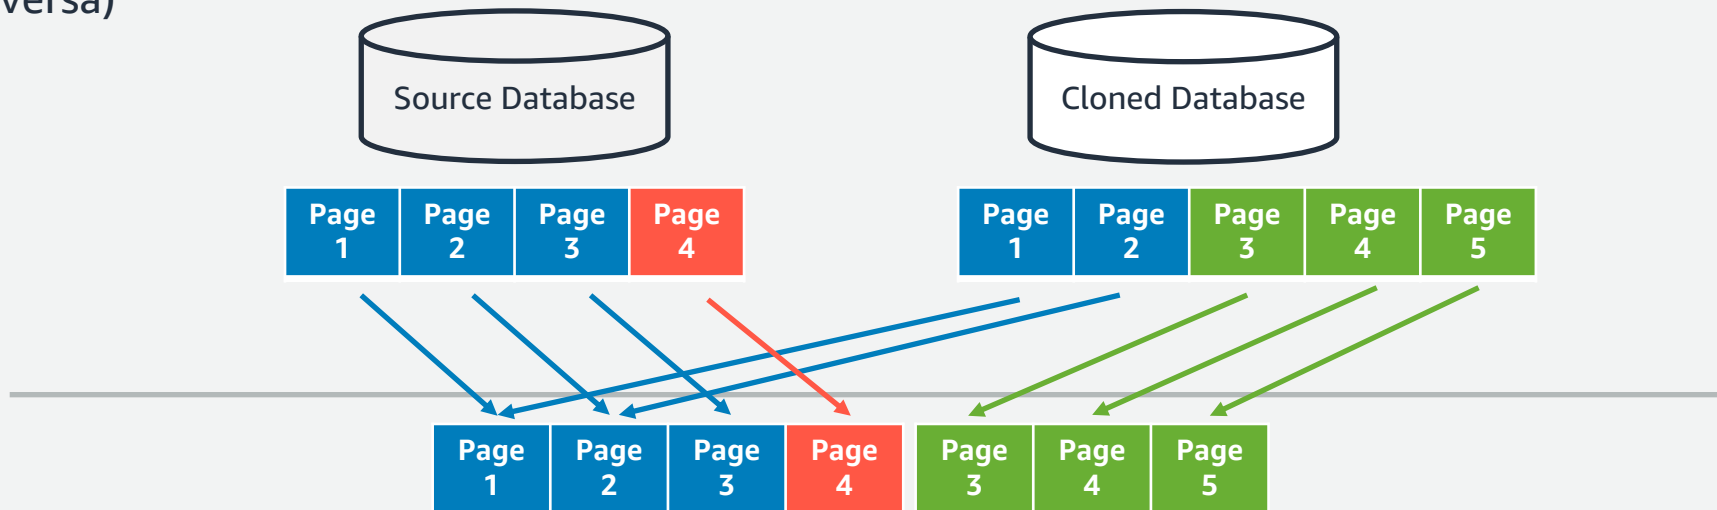 versa)
Source Database
Cloned Database
Page Page Page Page
1 2 3 4
Page Page Page Page Page
1 2 3 4 5
Page Page Page Page
1 2 3 4
Page Page Page
3 4 5